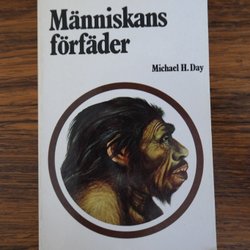 Människans
förfäder
Michael H. Day